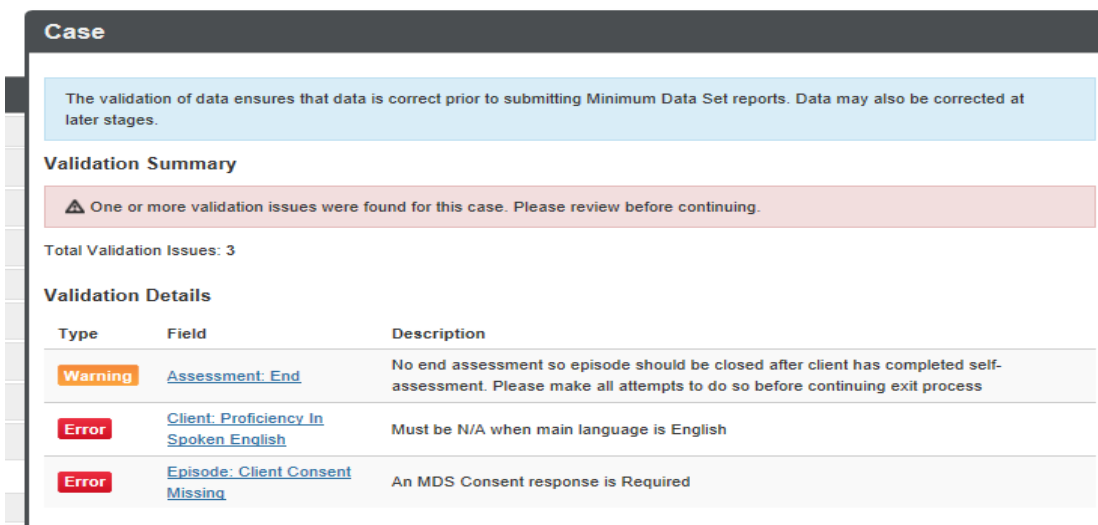 Case
The validation of data ensures that data is correct prior to submitting Minimum Data Set reports. Data may also be corrected at
later stages.
Validation Summary
One or more validation issues were found for this case. Please review before continuing.
Total Validation Issues: 3
Validation Details
Type Field Description
Warning Assessment: End No end assessment so episode should be closed after client has completed self-
assessment. Please make all attempts to do so before continuing exit process
Error Client: Proficiency In
Spoken English Must be N/A when main language is English
Error Episode: Client Consent
Missing An MDS Consent response is Required